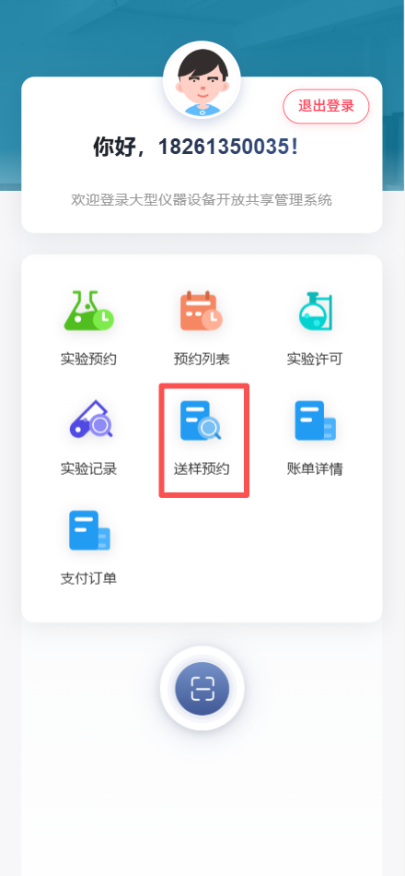 退出登录
你好，18261350035！
欢迎登录大型仪器设备开放共享管理系统
实验预约
预约列表
实验许可
实验记录
送样预约
账单详情
支付订单